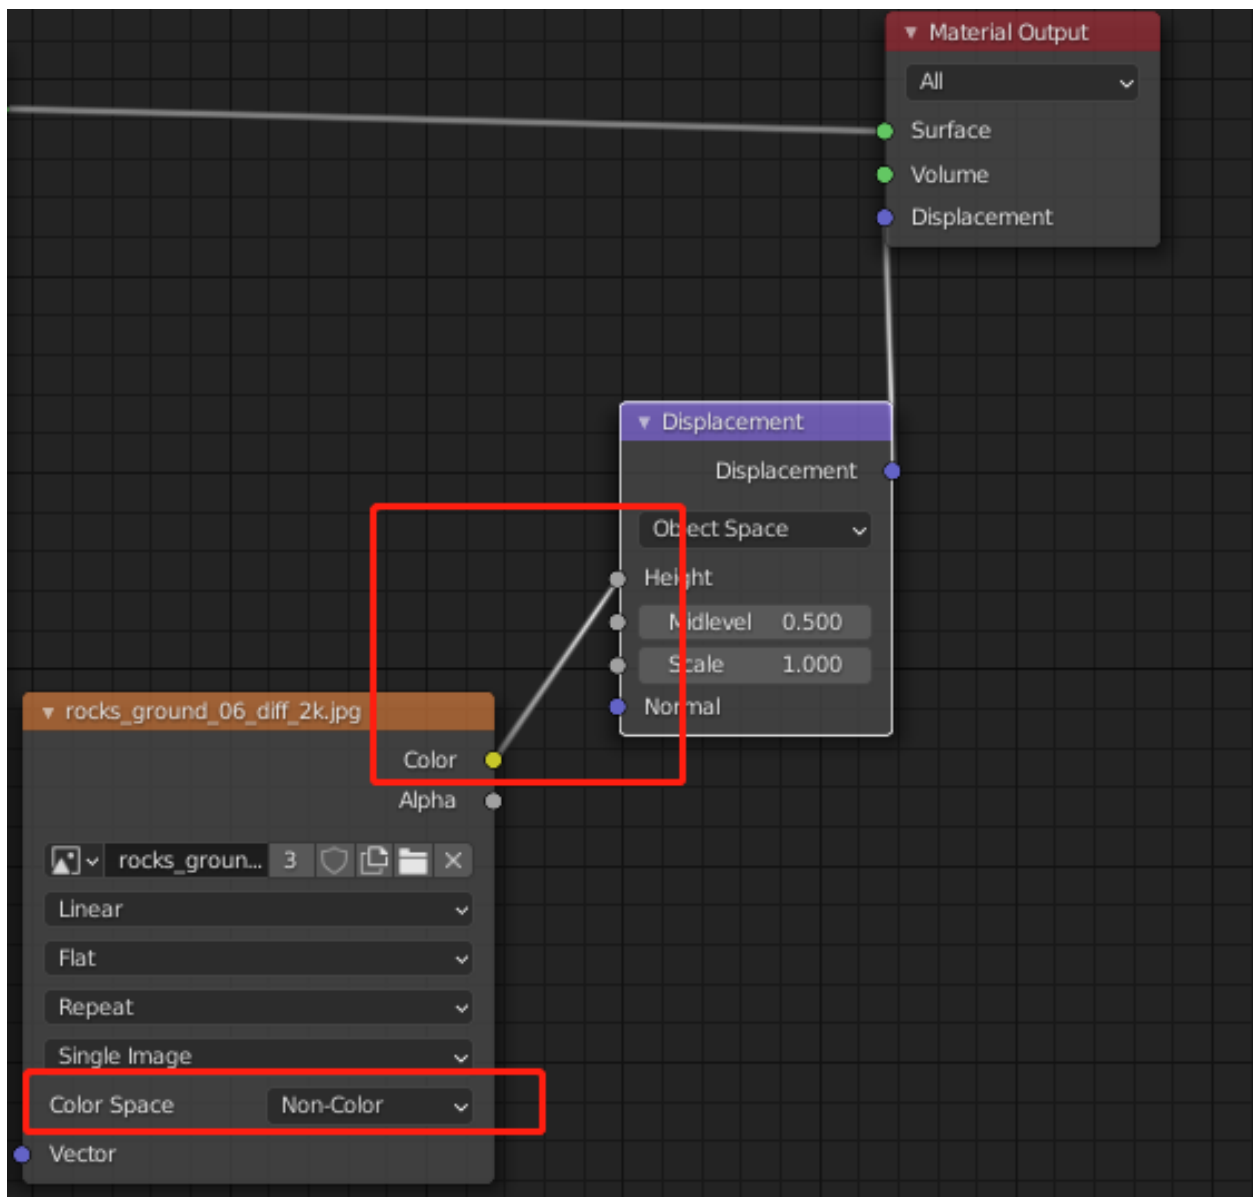 Material Output
All
Surface
Volume
Displacement
Displacement
Displacement
Object Space
Height
Midlevel 0.500
Scale 1.000
Normal
rocks_ground_06_diff_2k.jpg
Color
Alpha
rocks_groun... 3
Linear
Flat
Repeat
Single Image
Color Space Non-Color
Vector